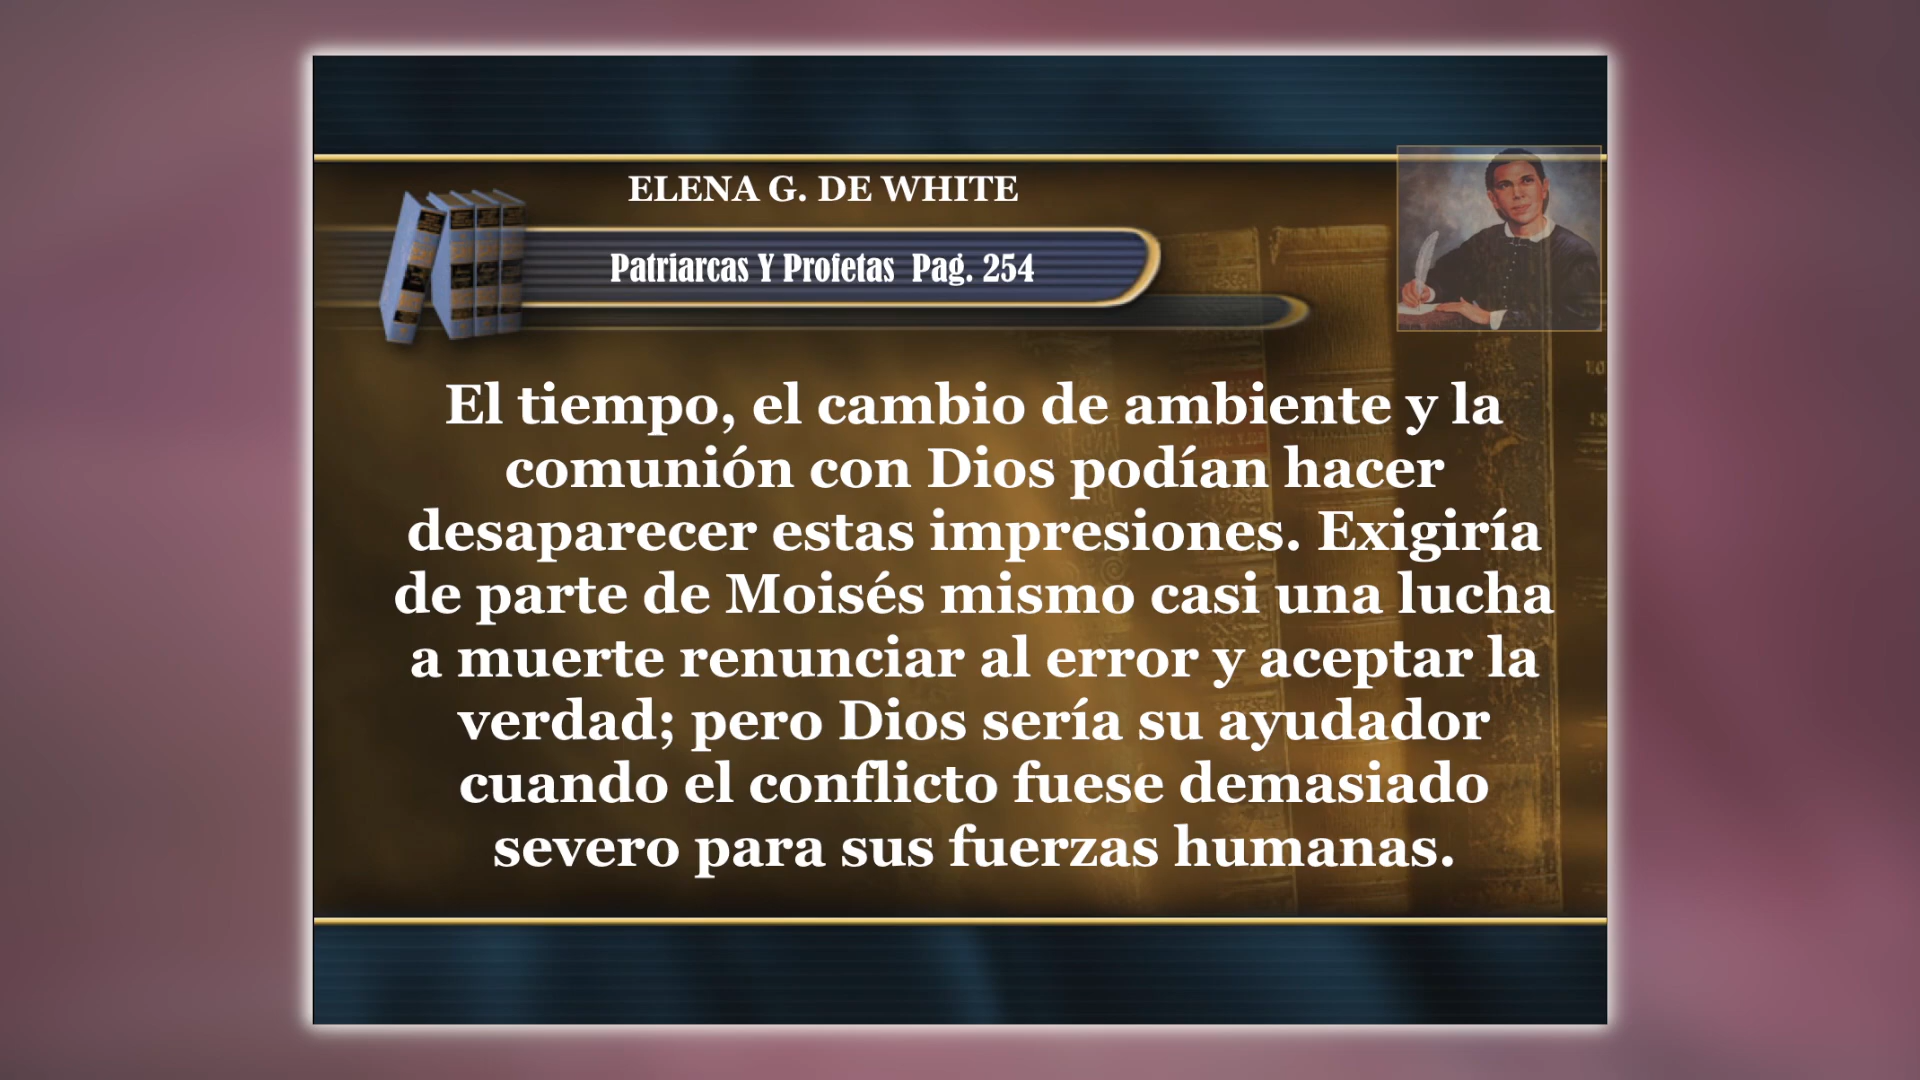 ELENA G. DE WHITE
Patriarcas Y Profetas Pag. 254
El tiempo, el cambio de ambiente y la
comunión con Dios podían hacer
desaparecer estas impresiones. Exigiría
de parte de Moisés mismo casi una lucha
a muerte renunciar al error y aceptar la
verdad; pero Dios sería su ayudador
cuando el conflicto fuese demasiado
severo para sus fuerzas humanas.